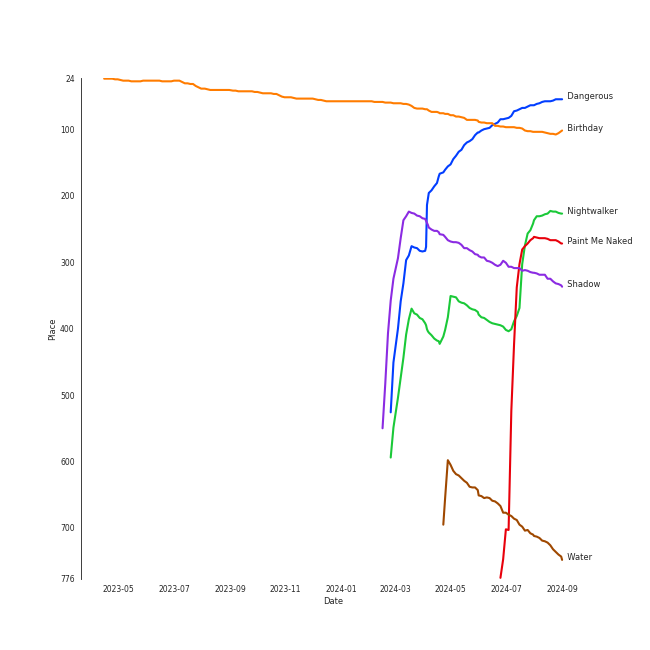 24
100
200
300
400
500
600
700
776
Place
2023-05
2023-07
2023-09
2023-11
2024-01
2024-03
2024-05
2024-07
2024-09
Date
Dangerous
Birthday
Nightwalker
Paint Me Naked
Shadow
Water